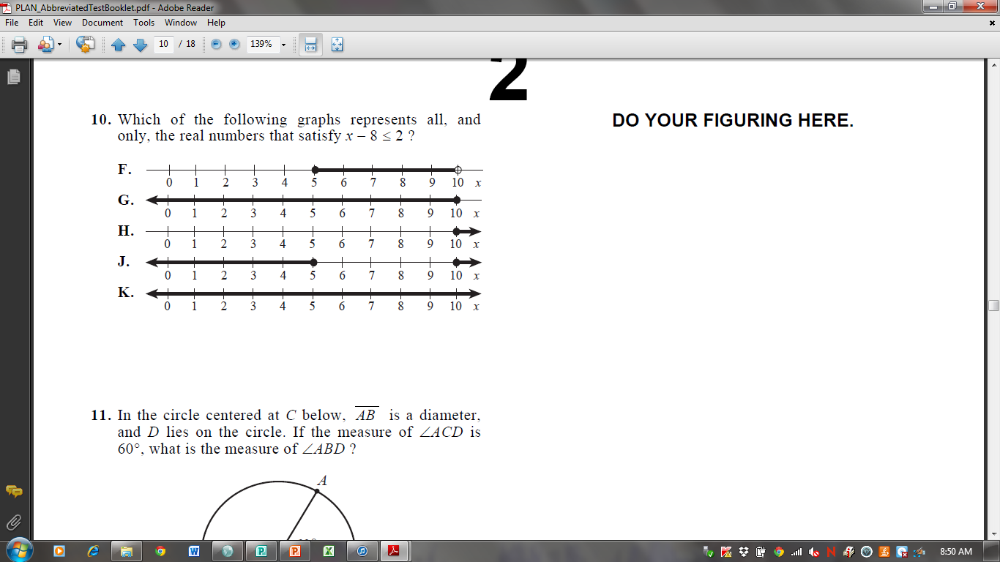 PLAN_AbbreviatedTestBooklet.pdf - Adobe Reader
File Edit View Document Tools Window Help
10 / 18 139%
2
10. Which of the following graphs represents all, and
only, the real numbers that satisfy x – 8 ≤ 2 ?
DO YOUR FIGURING HERE.
F.
0 1 2 3 4 5 6 7 8 9 10 x
G.
0 1 2 3 4 5 6 7 8 9 10 x
H.
0 1 2 3 4 5 6 7 8 9 10 x
J.
0 1 2 3 4 5 6 7 8 9 10 x
K.
0 1 2 3 4 5 6 7 8 9 10 x
11. In the circle centered at C below, AB is a diameter,
and D lies on the circle. If the measure of ∠ACD is
60°, what is the measure of ∠ABD ?
A
8:50 AM